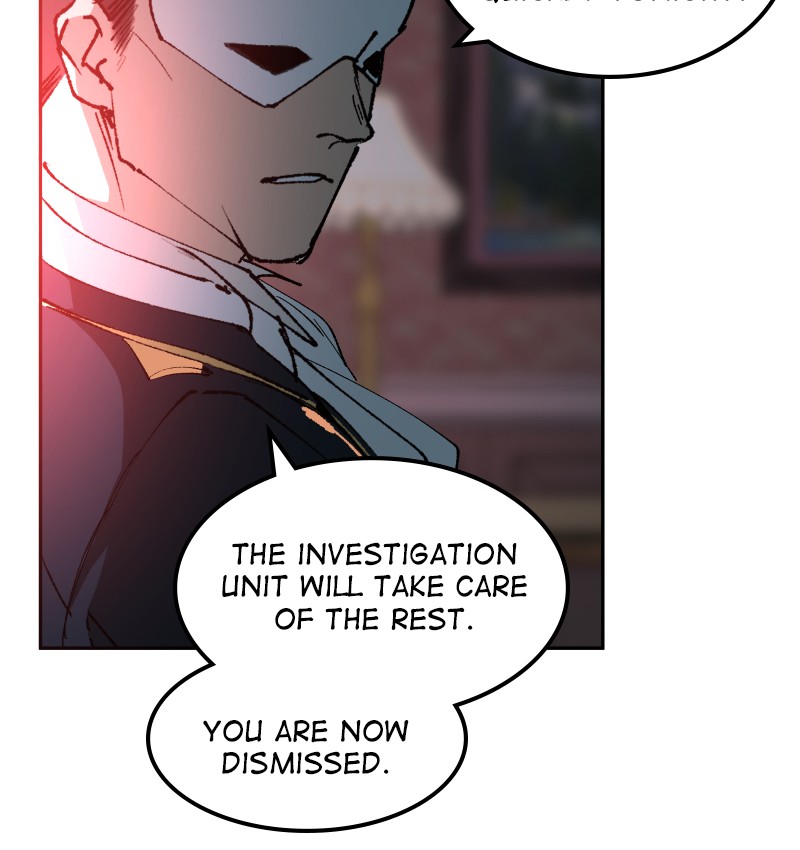 THE INVESTIGATION
UNIT WILL TAKE CARE
OF THE REST.
YOU ARE NOW
DISMISSED.